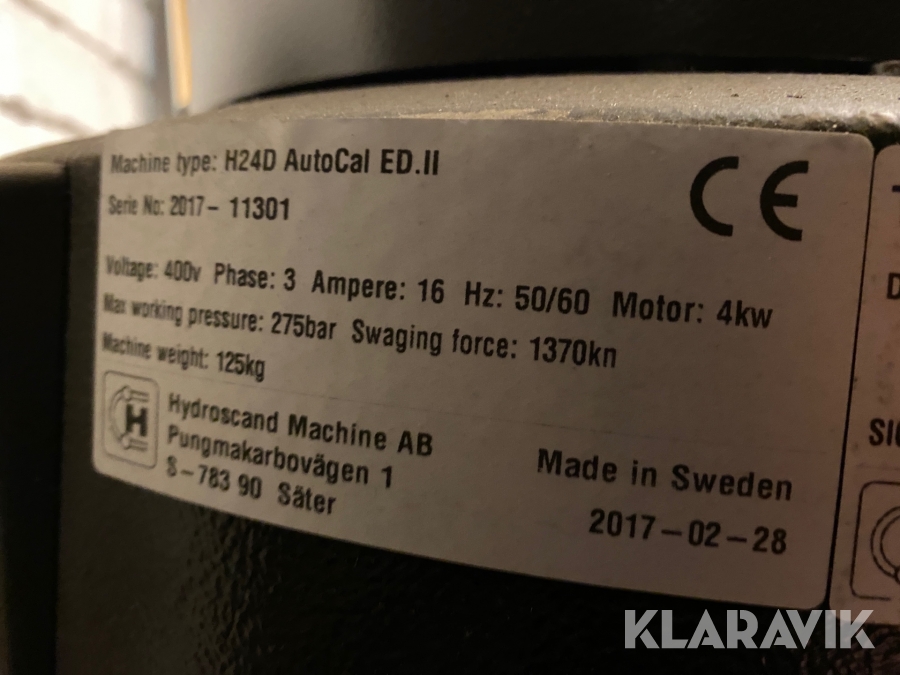 Machine type: H24D AutoCal ED.II
Serie No: 2017- 11301
CE
Voltage: 400v Phase: 3 Ampere: 16 Hz: 50/60 Motor: 4kw
Max working pressure: 275bar Swaging force: 1370kn
Machine weight: 125kg
H
Hydroscand Machine AB
Pungmakarbovägen 1
S-783 90 Säter
Made in Sweden
2017-02-28
KLARAVIK